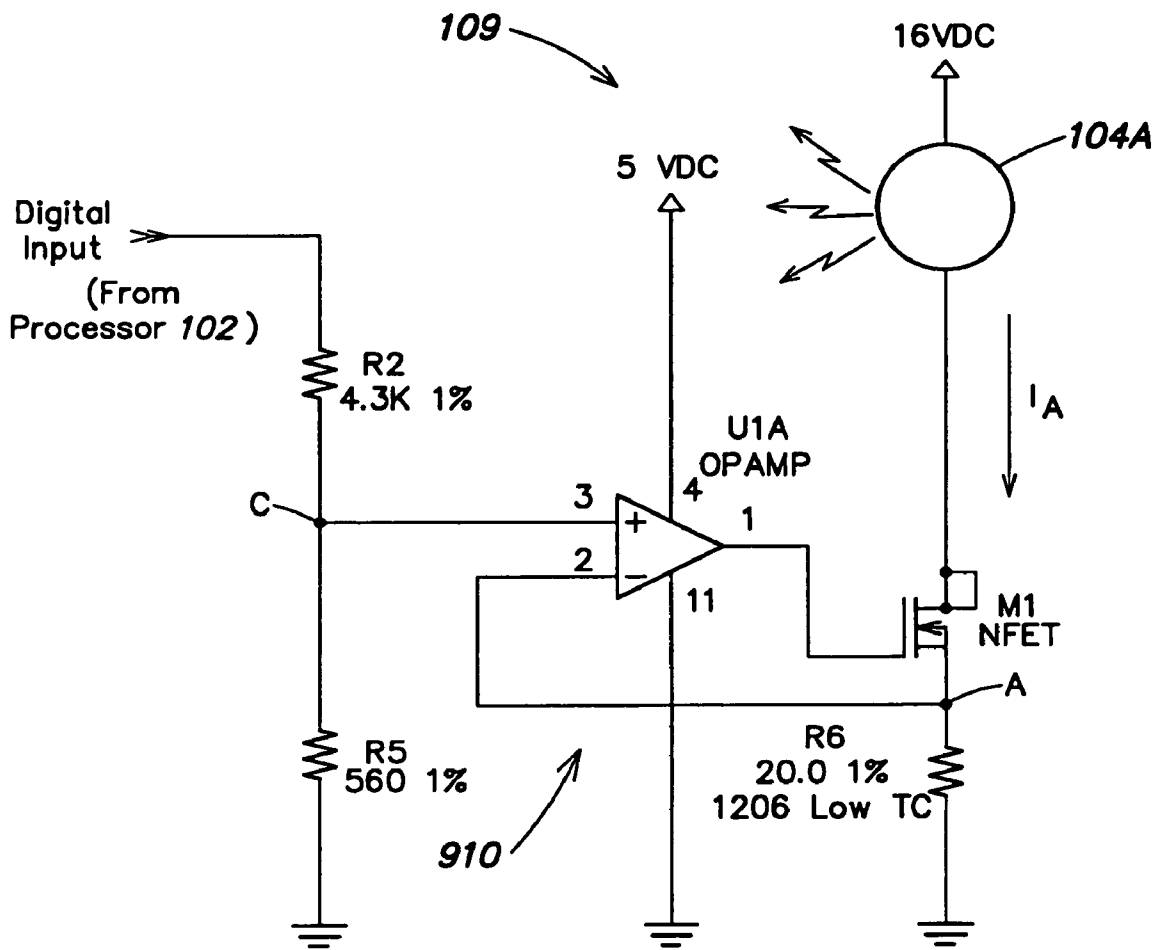 109
16VDC
104A
5 VDC
Digital
Input
(From
Processor 102)
R2
4.3K 1%
I A
U1A
OPAMP
C
3
4
+
1
2
-
11
M1
NFET
A
R5
560 1%
R6
20.0 1%
1206 Low TC
910